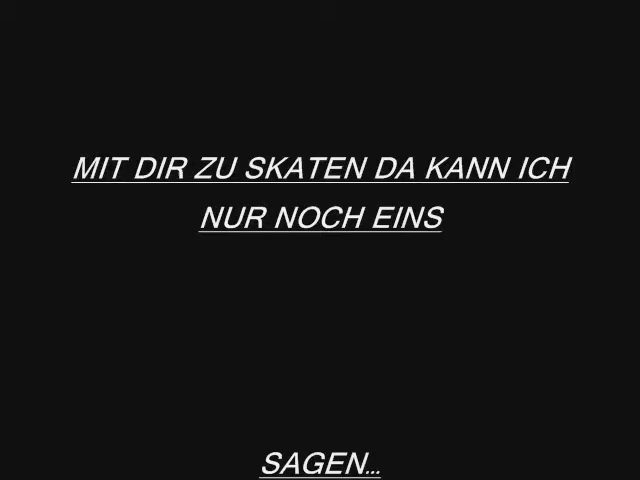 MIT DIR ZU SKATEN DA KANN ICH
NUR NOCH EINS
SAGEN...